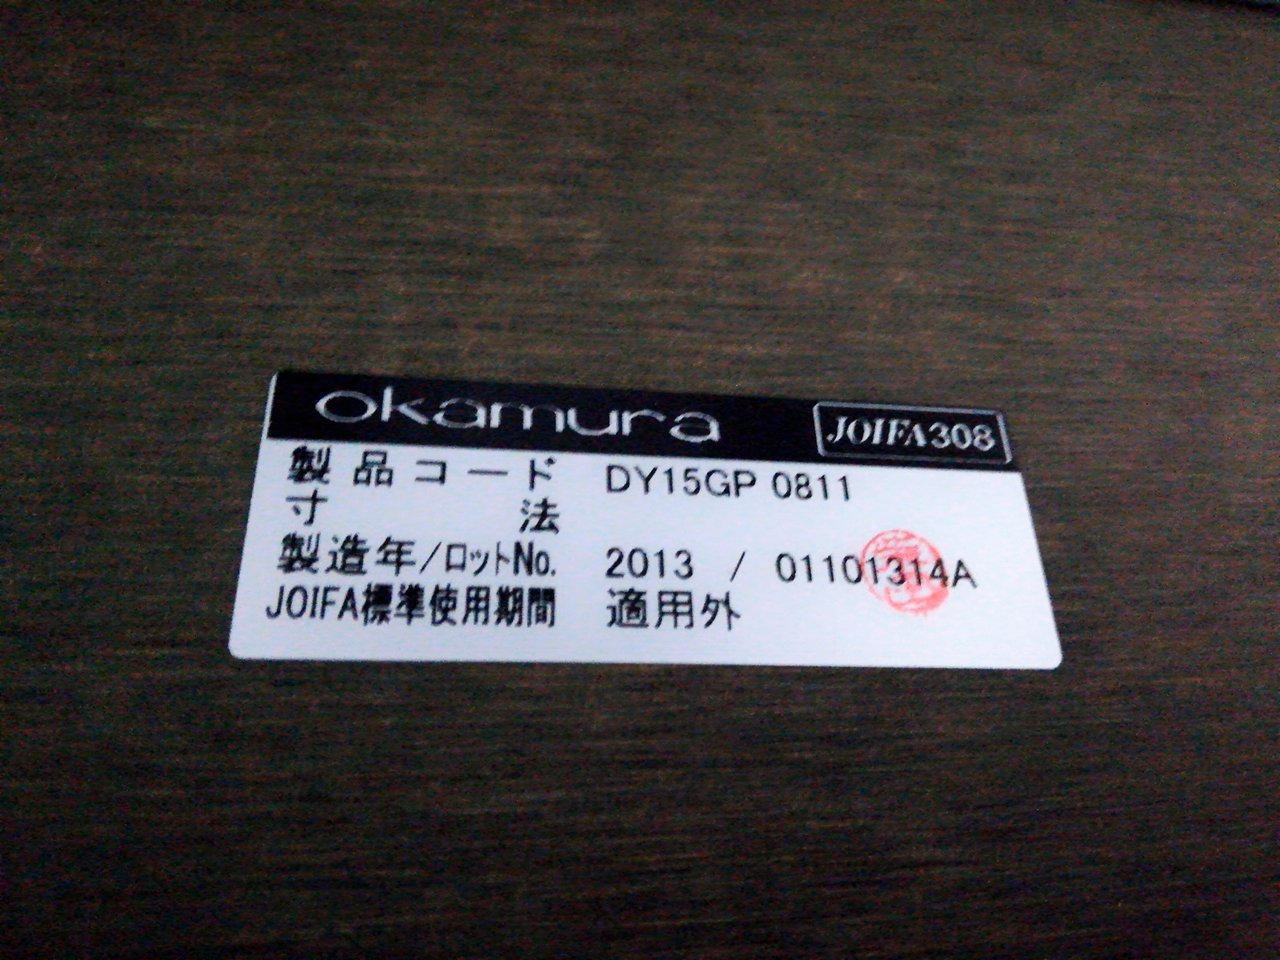 okamura JOIFA308
製品コード DY15GP 0811
寸法
製造年/ロットNo. 2013 / 01101314A
JOIFA標準使用期間 適用外